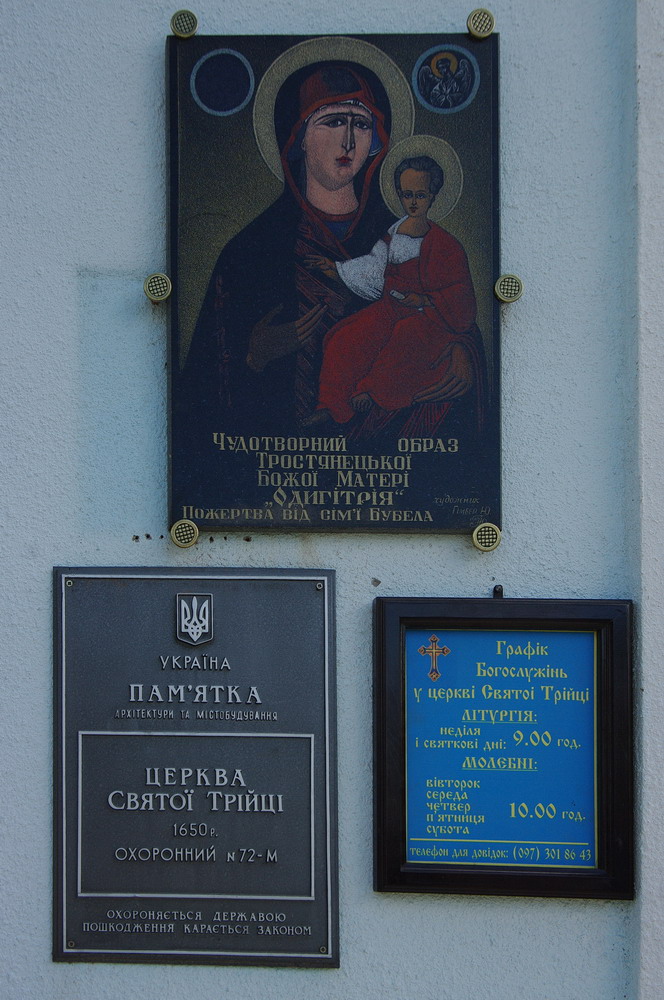 Чудотворний образ
Тростянецької
Божої Матері
„Одигітрія“
Пожертва від сім'ї Бубела
художник
УКРАЇНА
ПАМ'ЯТКА
АРХІТЕКТУРИ ТА МІСТОБУДУВАННЯ
ЦЕРКВА
СВЯТОЇ ТРІЙЦІ
1650 р.
ОХОРОННИЙ N 72-М
ОХОРОНЯЄТЬСЯ ДЕРЖАВОЮ
ПОШКОДЖЕННЯ КАРАЄТЬСЯ ЗАКОНОМ
Графік
Богослужінь
у церкві Святої Трійці
ЛІТУРГІЯ:
неділя
і святкові дні: 9.00 год.
МОЛЕБНІ:
вівторок
середа
четвер
п'ятниця
субота
10.00 год.
телефон для довідок: (097) 301 86 43